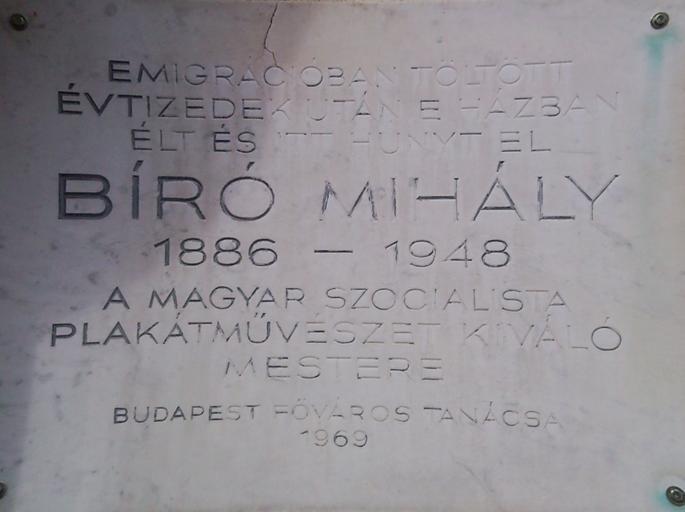 EMIGRÁCIÓBAN TÖLTÖTT
ÉVTIZEDEK UTÁN E HÁZBAN
ÉLT ÉS ITT HUNYT EL
BÍRÓ MIHÁLY
1886 – 1948
A MAGYAR SZOCIALISTA
PLAKÁTMŰVÉSZET KIVÁLÓ
MESTERE
BUDAPEST FŐVÁROS TANÁCSA
1969